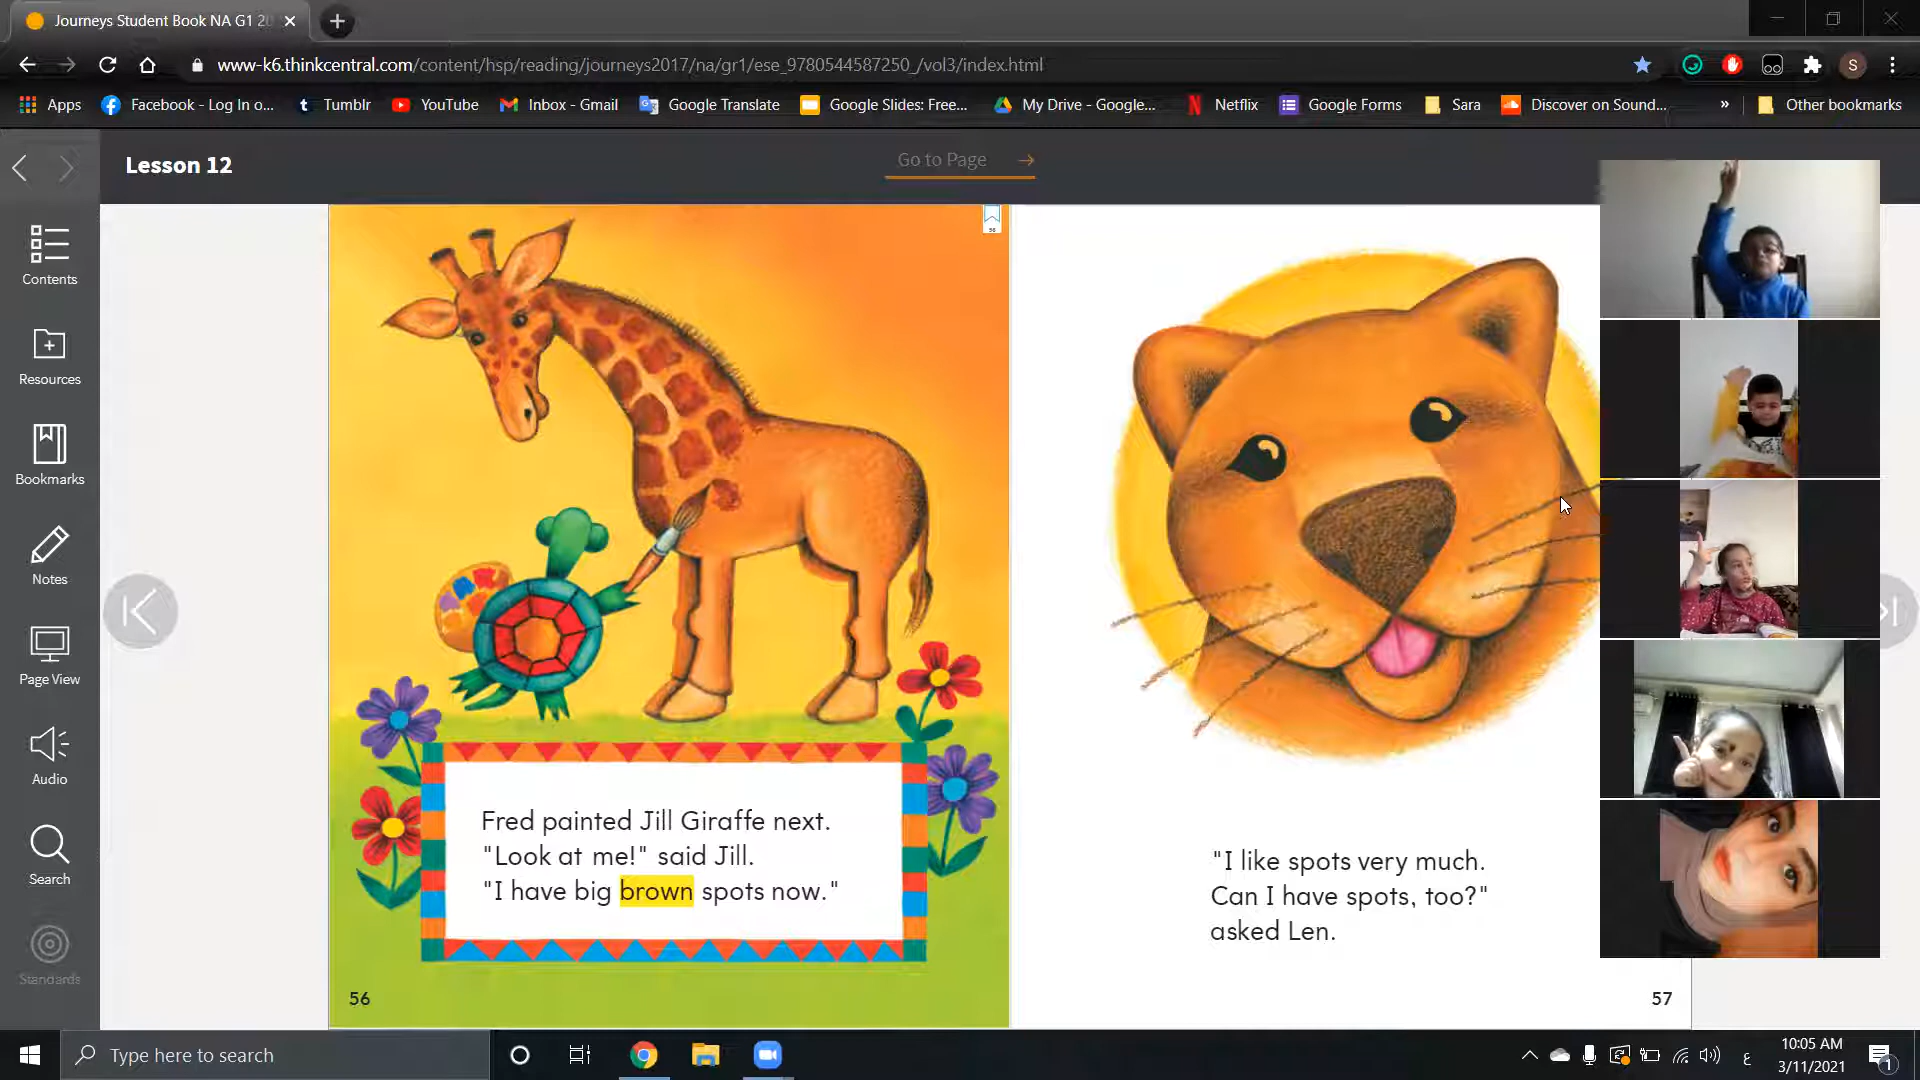 Journeys Student Book NA G1 20
www-k6.thinkcentral.com/content/hsp/reading/journeys2017/na/gr1/ese_9780544587250_/vol3/index.html
S
Apps
Facebook - Log In o...
Tumblr
YouTube
Inbox - Gmail
Google Translate
Google Slides: Free...
My Drive - Google...
Netflix
Google Forms
Sara
Discover on Sound...
»
Other bookmarks
Lesson 12
Go to Page
Contents
Resources
Bookmarks
Notes
Page View
Audio
Search
Standards
56
Fred painted Jill Giraffe next.
"Look at me!" said Jill.
"I have big brown spots now."
56
"I like spots very much.
Can I have spots, too?"
asked Len.
57
Type here to search
ع
10:05 AM
3/11/2021
1